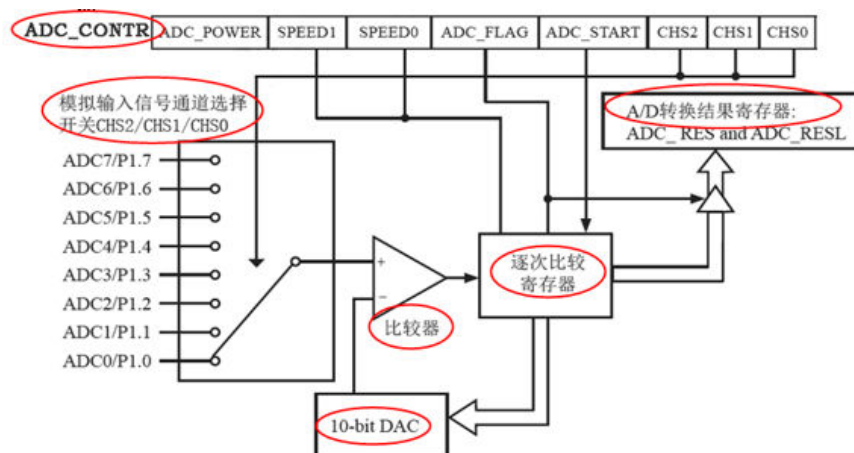 ADC_CONTR ADC_POWER SPEED1 SPEED0 ADC_FLAG ADC_START CHS2 CHS1 CHS0
模拟输入信号通道选择
开关CHS2/CHS1/CHS0
A/D转换结果寄存器:
ADC_ RES and ADC_RESL
ADC7/P1.7
ADC6/P1.6
ADC5/P1.5
ADC4/P1.4
ADC3/P1.3
ADC2/P1.2
ADC1/P1.1
ADC0/P1.0
+
−
比较器
逐次比较
寄存器
10-bit DAC